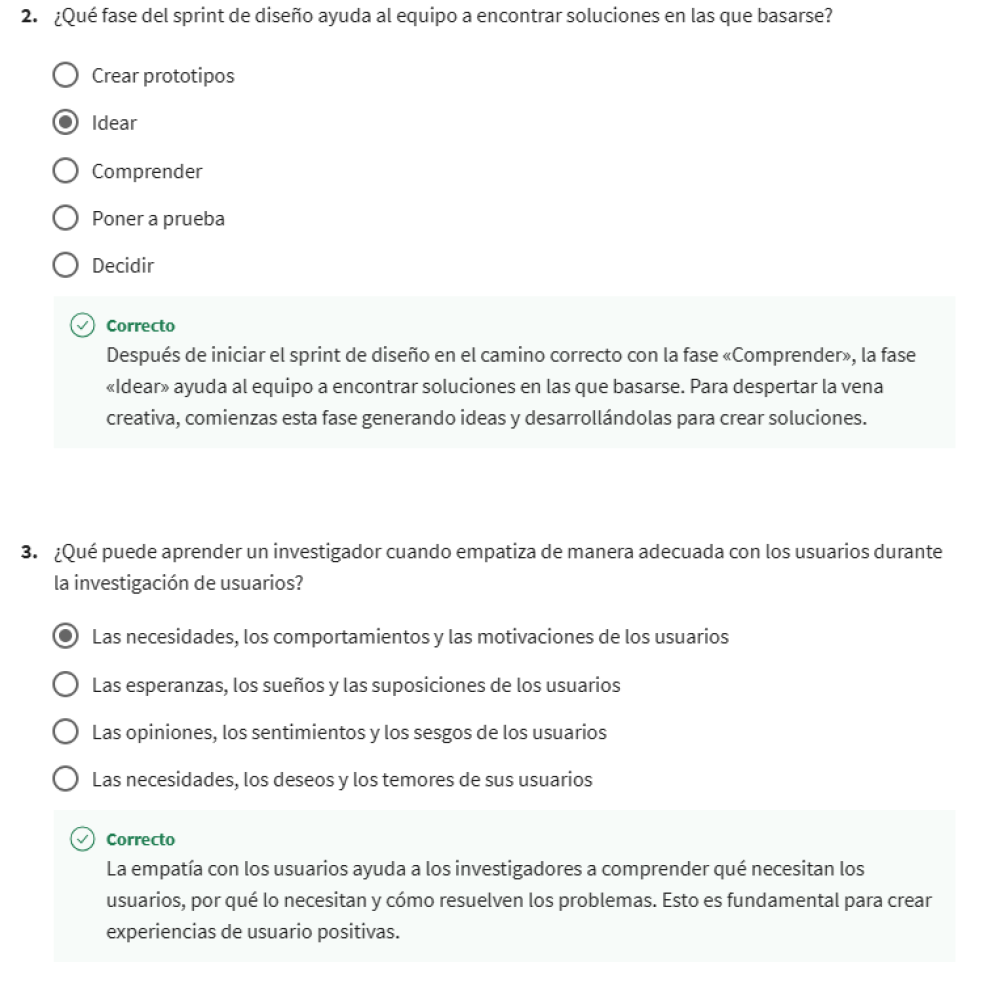 2. ¿Qué fase del sprint de diseño ayuda al equipo a encontrar soluciones en las que basarse?
Crear prototipos
Idear
Comprender
Poner a prueba
Decidir
Correcto
Después de iniciar el sprint de diseño en el camino correcto con la fase «Comprender», la fase
«Idear» ayuda al equipo a encontrar soluciones en las que basarse. Para despertar la vena
creativa, comienzas esta fase generando ideas y desarrollándolas para crear soluciones.
3. ¿Qué puede aprender un investigador cuando empatiza de manera adecuada con los usuarios durante
la investigación de usuarios?
Las necesidades, los comportamientos y las motivaciones de los usuarios
Las esperanzas, los sueños y las suposiciones de los usuarios
Las opiniones, los sentimientos y los sesgos de los usuarios
Las necesidades, los deseos y los temores de sus usuarios
Correcto
La empatía con los usuarios ayuda a los investigadores a comprender qué necesitan los
usuarios, por qué lo necesitan y cómo resuelven los problemas. Esto es fundamental para crear
experiencias de usuario positivas.